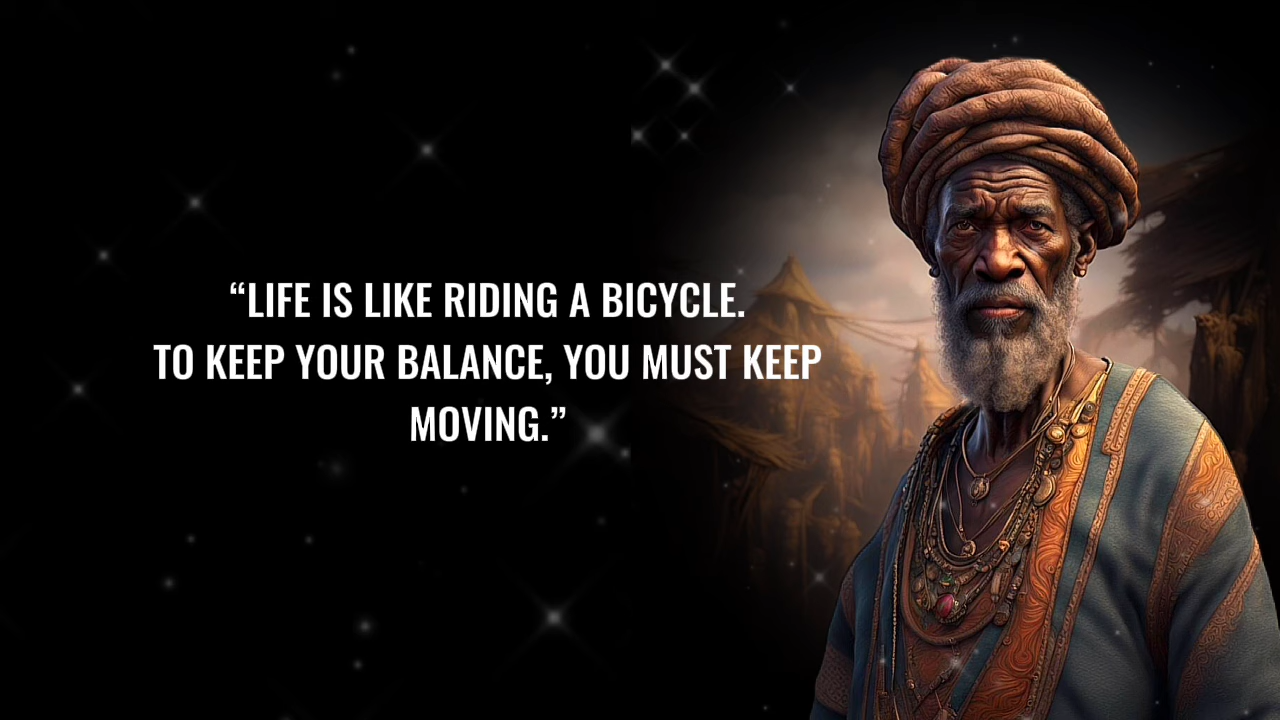 “LIFE IS LIKE RIDING A BICYCLE.
TO KEEP YOUR BALANCE, YOU MUST KEEP
MOVING.”